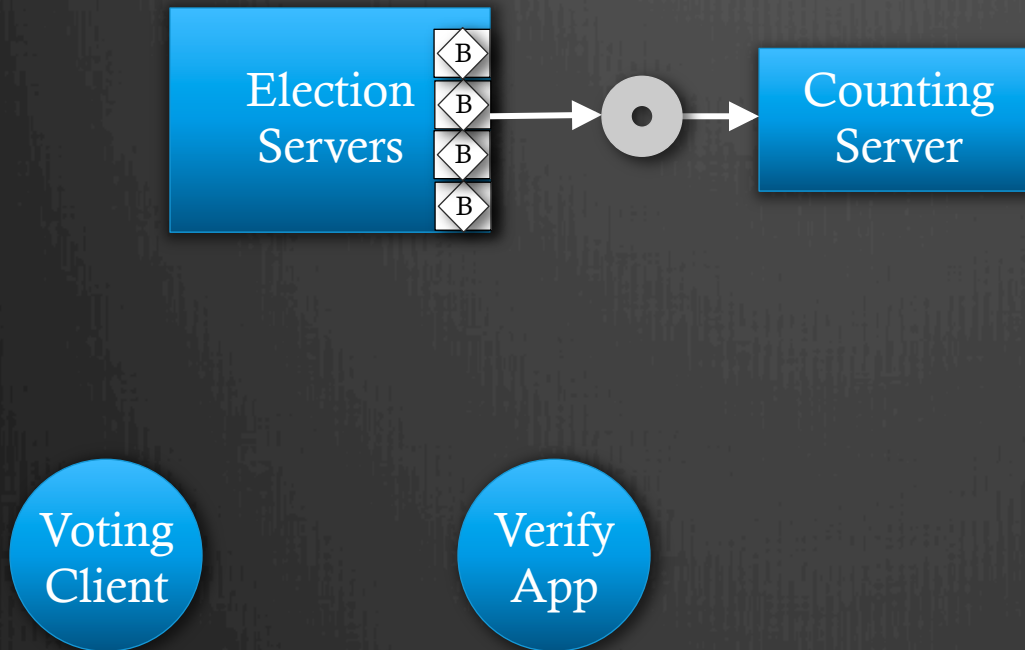 Election
Servers
B
B
B
B
Counting
Server
Voting
Client
Verify
App